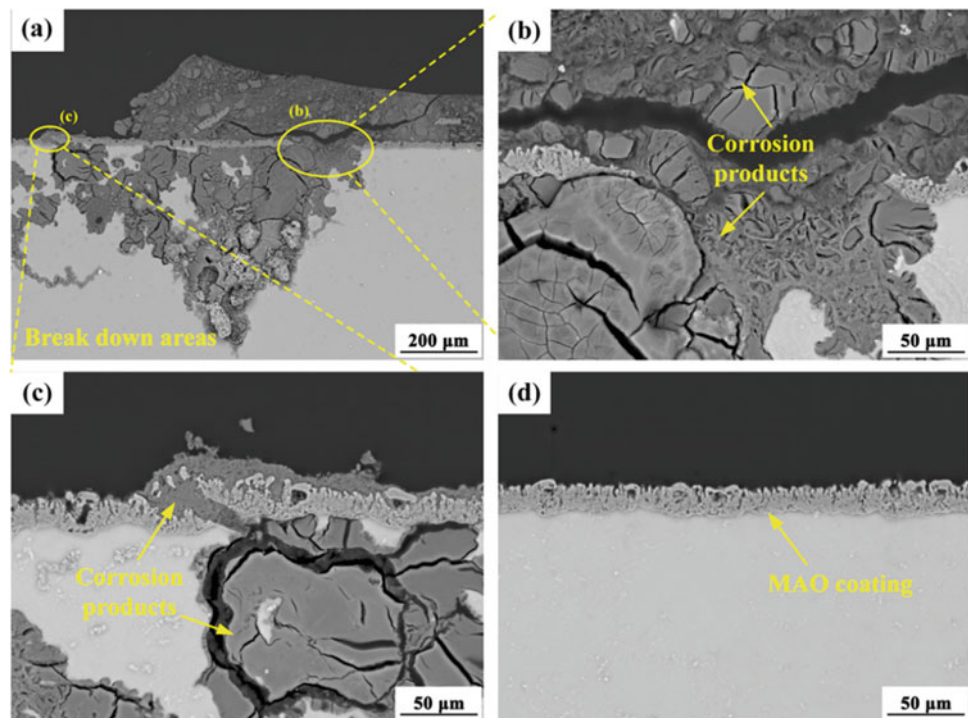 (a)
(c)
(b)
Break down areas
200 μm
(b)
Corrosion
products
50 μm
(c)
Corrosion
products
50 μm
(d)
MAO coating
50 μm